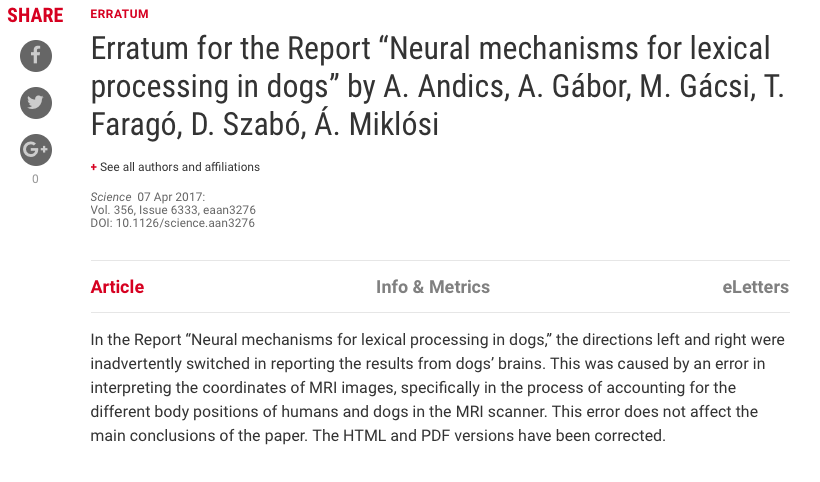 SHARE
0
ERRATUM
Erratum for the Report “Neural mechanisms for lexical
processing in dogs” by A. Andics, A. Gábor, M. Gácsi, T.
Faragó, D. Szabó, Á. Miklósi
+ See all authors and affiliations
Science 07 Apr 2017:
Vol. 356, Issue 6333, eaan3276
DOI: 10.1126/science.aan3276
Article Info & Metrics eLetters
In the Report “Neural mechanisms for lexical processing in dogs,” the directions left and right were
inadvertently switched in reporting the results from dogs’ brains. This was caused by an error in
interpreting the coordinates of MRI images, specifically in the process of accounting for the
different body positions of humans and dogs in the MRI scanner. This error does not affect the
main conclusions of the paper. The HTML and PDF versions have been corrected.